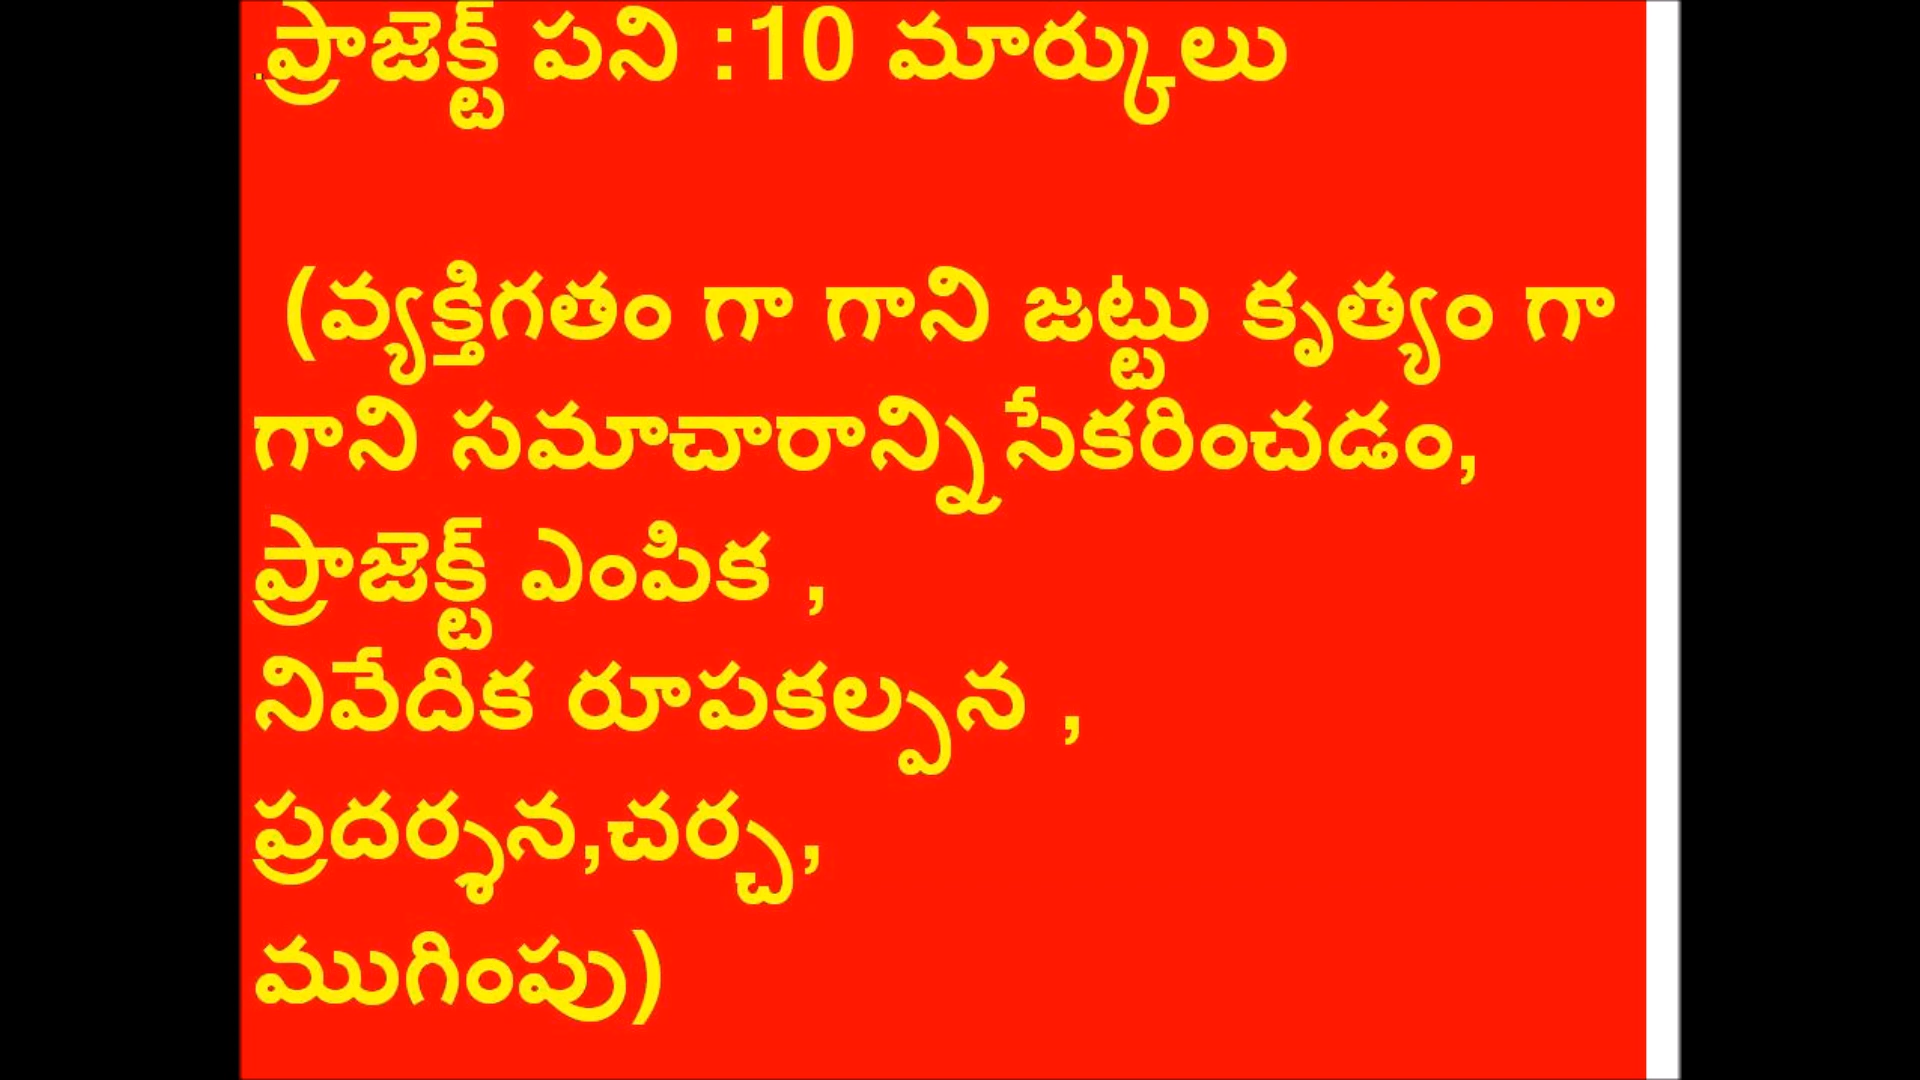 .ప్రాజెక్ట్ పని :10 మార్కులు
(వ్యక్తిగతం గా గాని జట్టు కృత్యం గా
గాని సమాచారాన్నిసేకరించడం,
ప్రాజెక్ట్ ఎంపిక ,
నివేదిక రూపకల్పన ,
ప్రదర్శన,చర్చ,
ముగింపు)